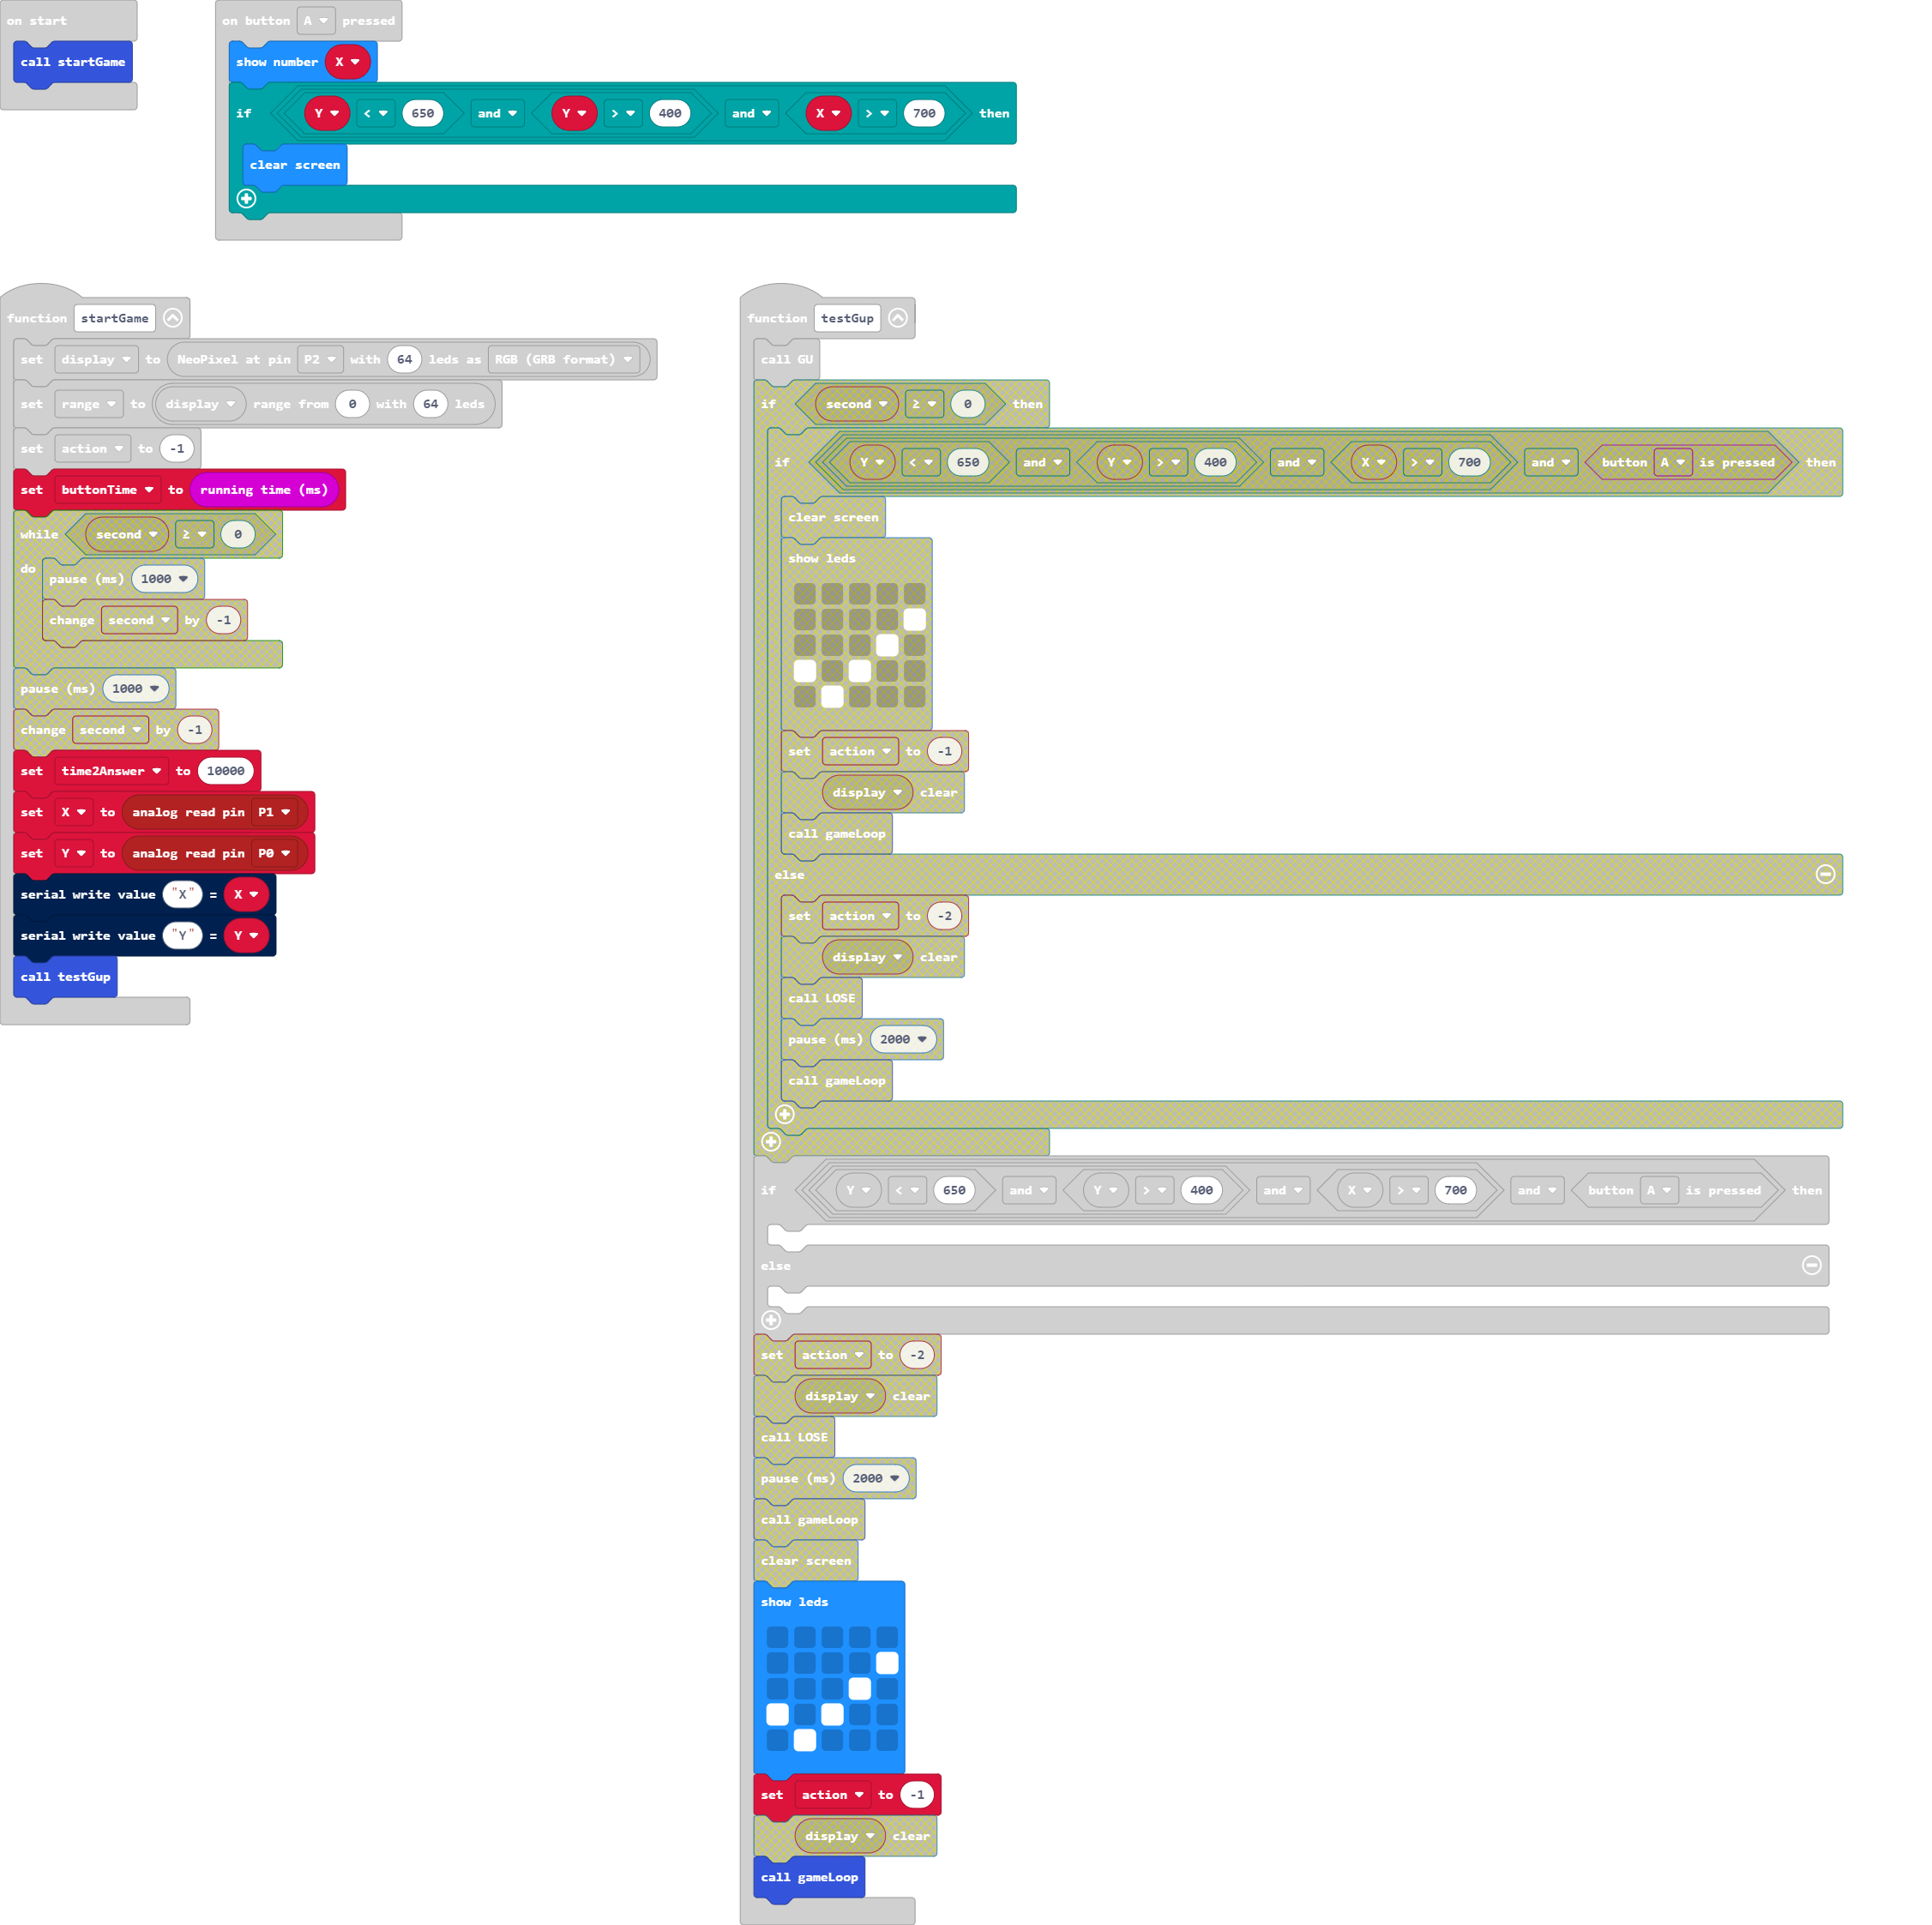 on start
call startGame
on button A pressed
show number X
if Y < 650 and Y > 400 and X > 700 then
clear screen
function startGame
set display to NeoPixel at pin P2 with 64 leds as RGB (GRB format)
set range to display range from 0 with 64 leds
set action to -1
set buttonTime to running time (ms)
while second ≥ 0
do
pause (ms) 1000
change second by -1
pause (ms) 1000
change second by -1
set time2Answer to 10000
set X to analog read pin P1
set Y to analog read pin P0
serial write value "X" = X
serial write value "Y" = Y
call testGup
function testGup
call GU
if second ≥ 0 then
if Y < 650 and Y > 400 and X > 700 and button A is pressed then
clear screen
show leds
set action to -1
display clear
call gameLoop
else
set action to -2
display clear
call LOSE
pause (ms) 2000
call gameLoop
if Y < 650 and Y > 400 and X > 700 and button A is pressed then
else
set action to -2
display clear
call LOSE
pause (ms) 2000
call gameLoop
clear screen
show leds
set action to -1
display clear
call gameLoop